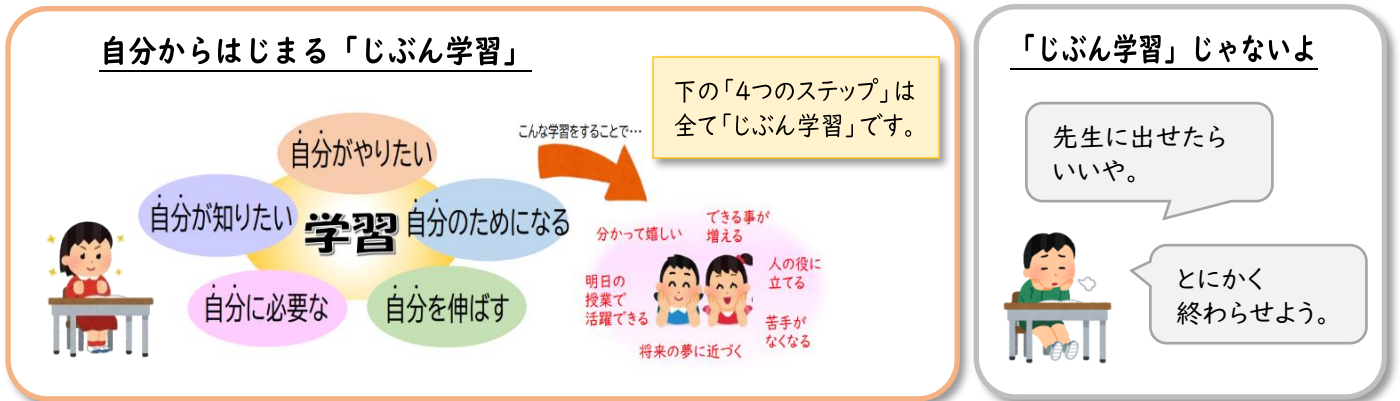 自分からはじまる「じぶん学習」
下の「4つのステップ」は
全て「じぶん学習」です。
こんな学習をすることで…
自分がやりたい
自分が知りたい
学習
自分のためになる
自分に必要な
自分を伸ばす
分かって嬉しい
できる事が
増える
明日の
授業で
活躍できる
人の役に
立てる
苦手が
なくなる
将来の夢に近づく
「じぶん学習」じゃないよ
先生に出せたら
いいや。
とにかく
終わらせよう。